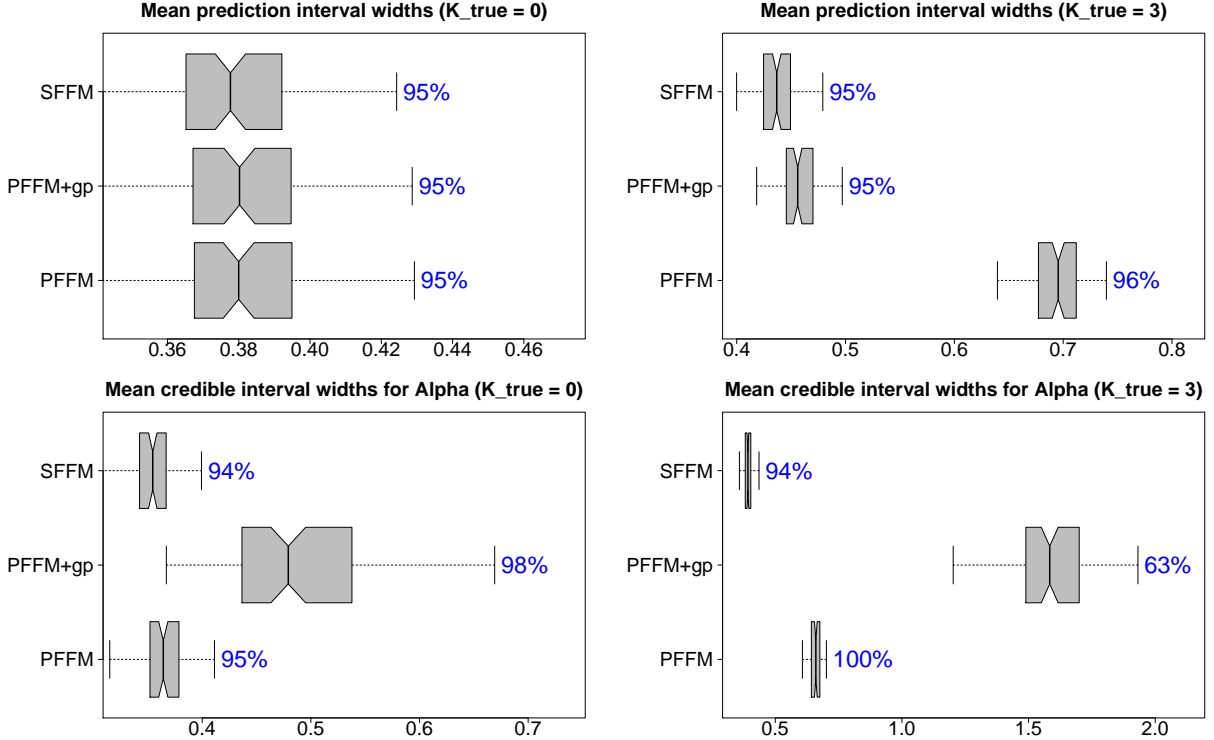 Mean prediction interval widths (K_true = 0)
SFFM
95%
PFFM+gp
95%
PFFM
95%
0.36 0.38 0.40 0.42 0.44 0.46
Mean prediction interval widths (K_true = 3)
SFFM
95%
PFFM+gp
95%
PFFM
96%
0.4 0.5 0.6 0.7 0.8
Mean credible interval widths for Alpha (K_true = 0)
SFFM
94%
PFFM+gp
98%
PFFM
95%
0.4 0.5 0.6 0.7
Mean credible interval widths for Alpha (K_true = 3)
SFFM
94%
PFFM+gp
63%
PFFM
100%
0.5 1.0 1.5 2.0